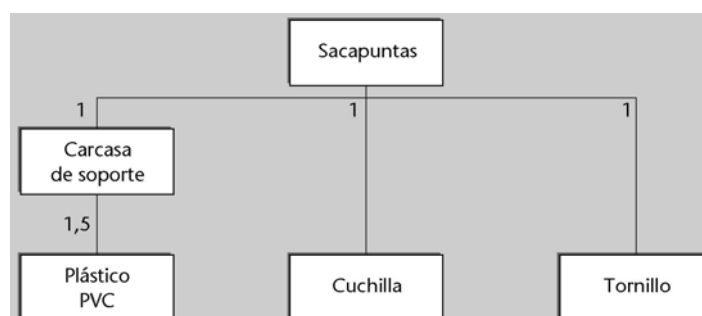 Sacapuntas
1
1
1
Carcasa
de soporte
1,5
Plástico
PVC
Cuchilla
Tornillo